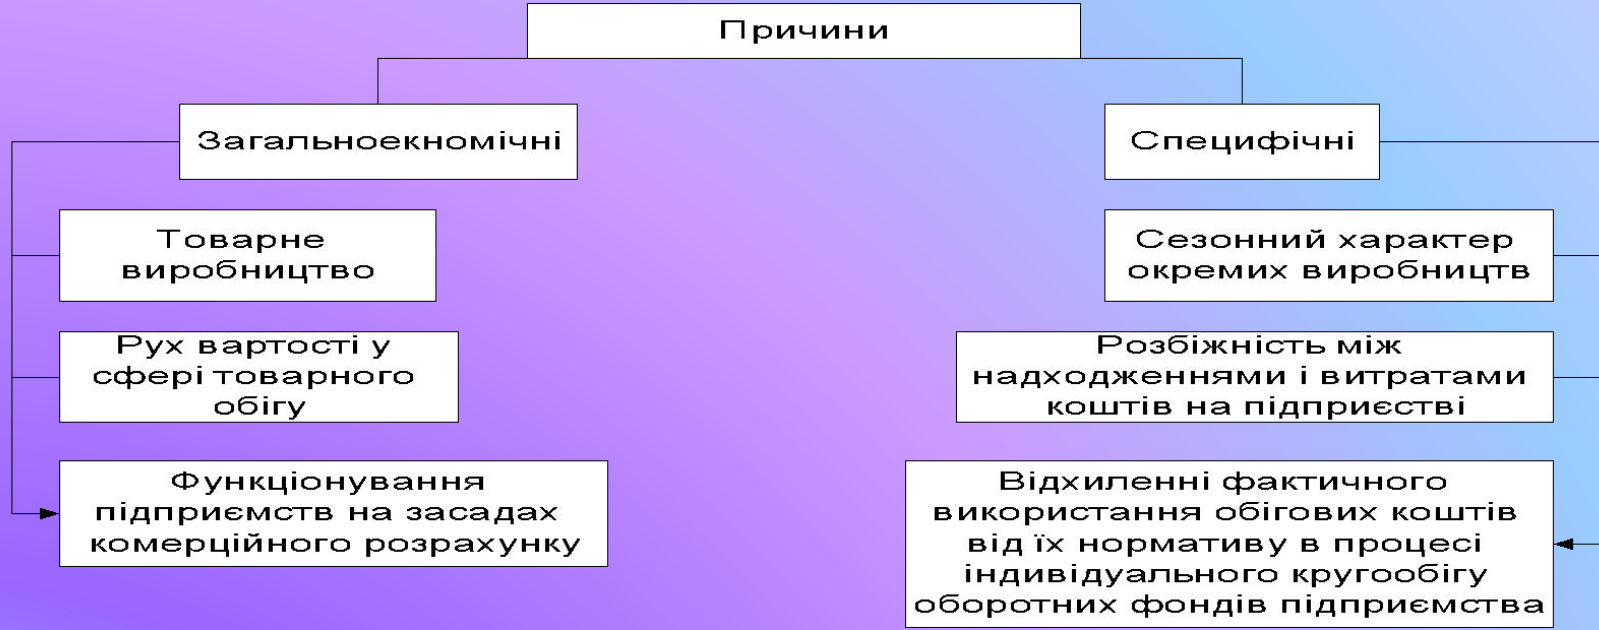 Причини
Загальноекномічні
Специфічні
Товарне
виробництво
Рух вартості у
сфері товарного
обігу
Функціонування
підприємств на засадах
комерційного розрахунку
Сезонний характер
окремих виробництв
Розбіжність між
надходженнями і витратами
коштів на підприєстві
Відхиленні фактичного
використання обігових коштів
від їх нормативу в процесі
індивідуального кругообігу
оборотних фондів підприємства